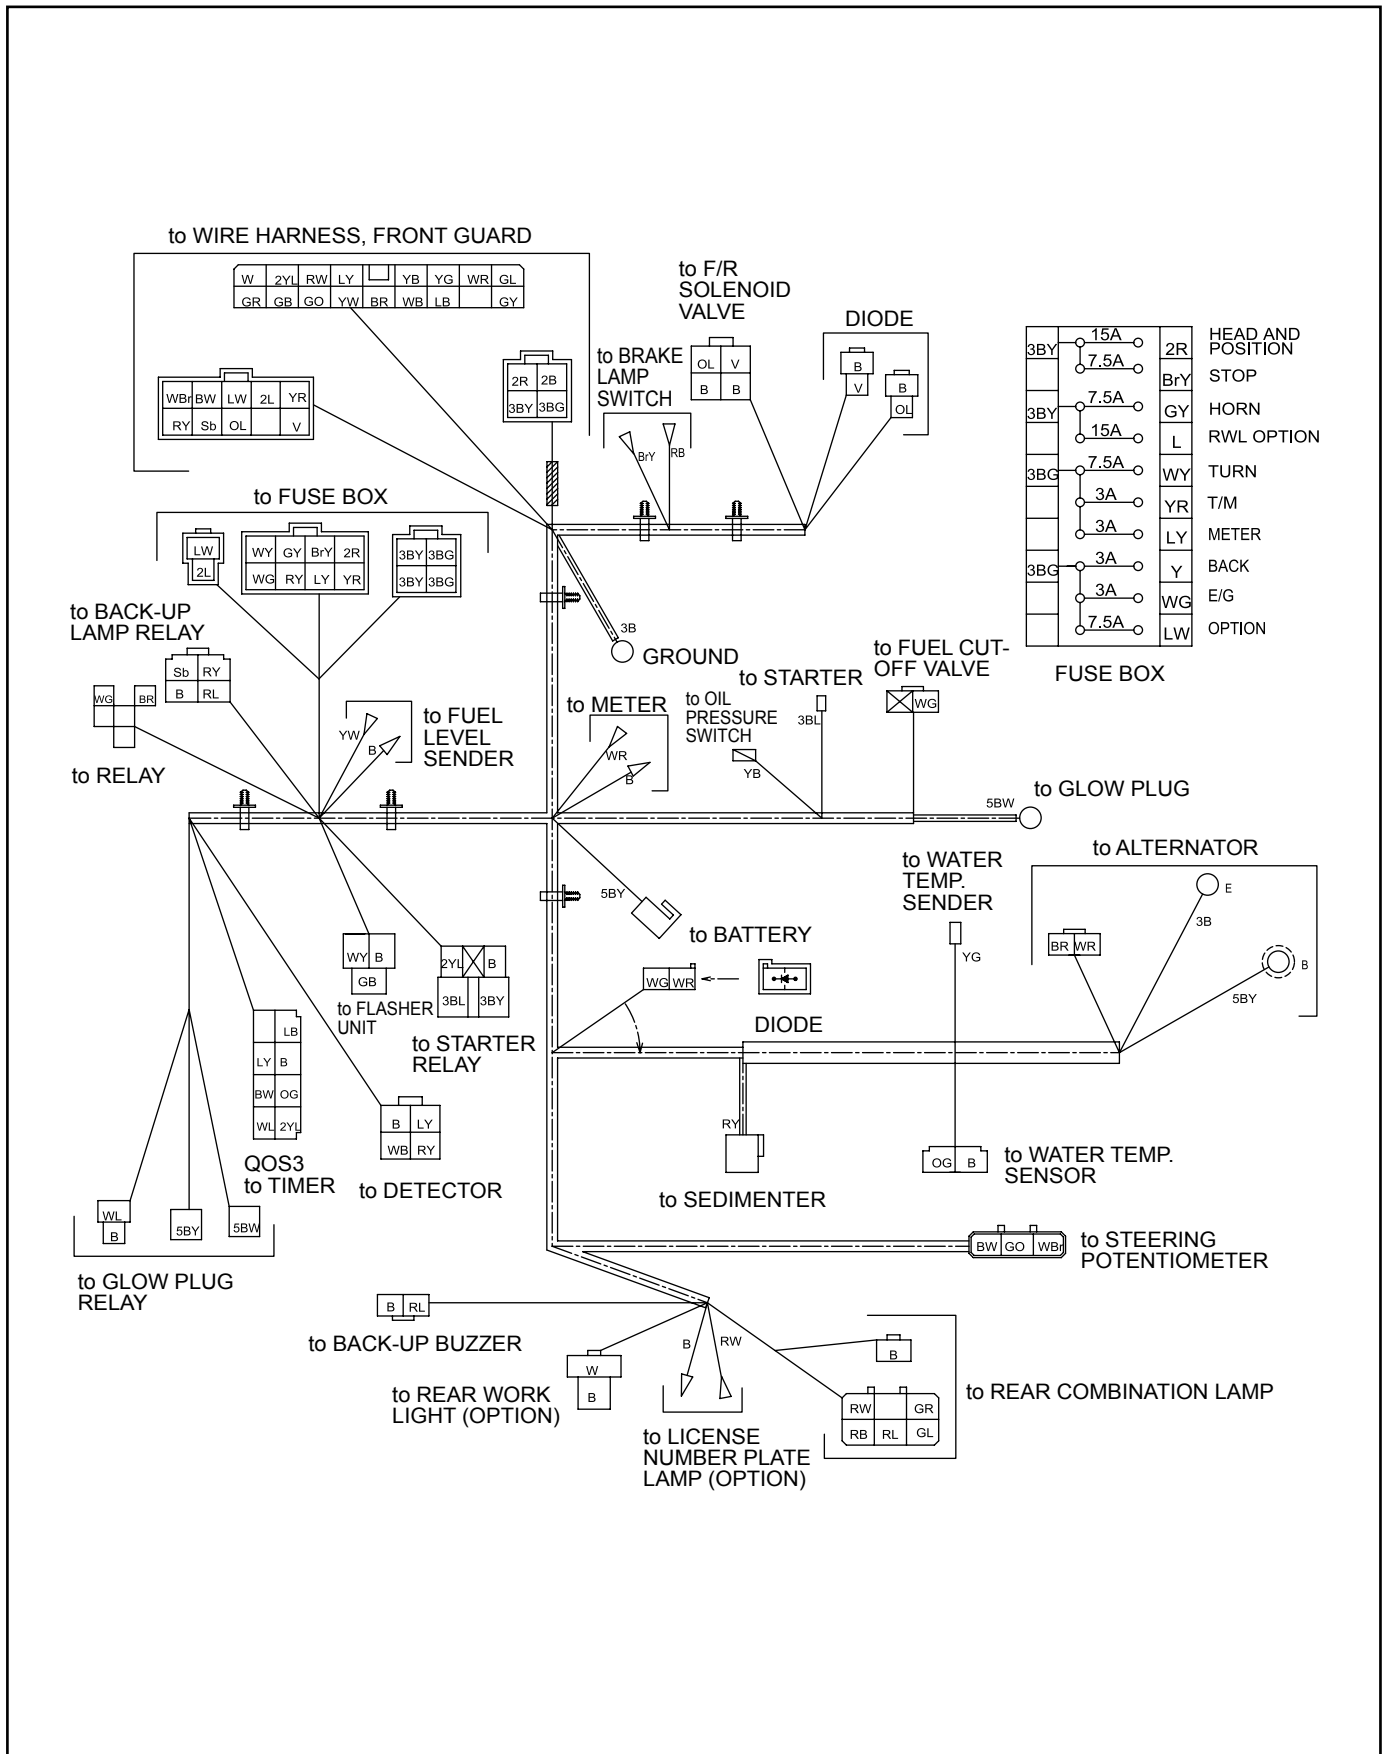 to WIRE HARNESS, FRONT GUARD
W 2YL RW LY YB YG WR GL
GR GB GO YW BR WB LB GY
WBr BW LW 2L YR
RY Sb OL V
2R 2B
3BY 3BG
to BRAKE
LAMP
SWITCH
BrY RB
to F/R
SOLENOID
VALVE
OL V
B B
DIODE
B
V
B
OL
3BY 15A 2R HEAD AND
POSITION
7.5A BrY STOP
3BY 7.5A GY HORN
15A L RWL OPTION
3BG 7.5A WY TURN
3A YR T/M
3A LY METER
3BG 3A Y BACK
3A WG E/G
7.5A LW OPTION
FUSE BOX
to FUSE BOX
LW
2L
WY GY BrY 2R
WG RY LY YR
3BY 3BG
3BY 3BG
to BACK-UP
LAMP RELAY
Sb RY
B RL
WG BR
to RELAY
YW B
to FUEL
LEVEL
SENDER
3B
GROUND
to METER
WR
B
to OIL
PRESSURE
SWITCH
YB
to STARTER
3BL
to FUEL CUT-
OFF VALVE
WG
5BW
to GLOW PLUG
5BY
to BATTERY
WG WR
DIODE
to WATER
TEMP.
SENDER
YG
to ALTERNATOR
BR WR
E
3B
B
5BY
WY B
GB
to FLASHER
UNIT
2YL B
3BL 3BY
to STARTER
RELAY
LB
LY B
BW OG
WL 2YL
QOS3
to TIMER
B LY
WB RY
to DETECTOR
RY
to SEDIMENTER
OG B
to WATER TEMP.
SENSOR
WL
B
5BY
5BW
to GLOW PLUG
RELAY
BW GO WBr
to STEERING
POTENTIOMETER
B RL
to BACK-UP BUZZER
W
B
to REAR WORK
LIGHT (OPTION)
B RW
to LICENSE
NUMBER PLATE
LAMP (OPTION)
B
RW GR
RB RL GL
to REAR COMBINATION LAMP